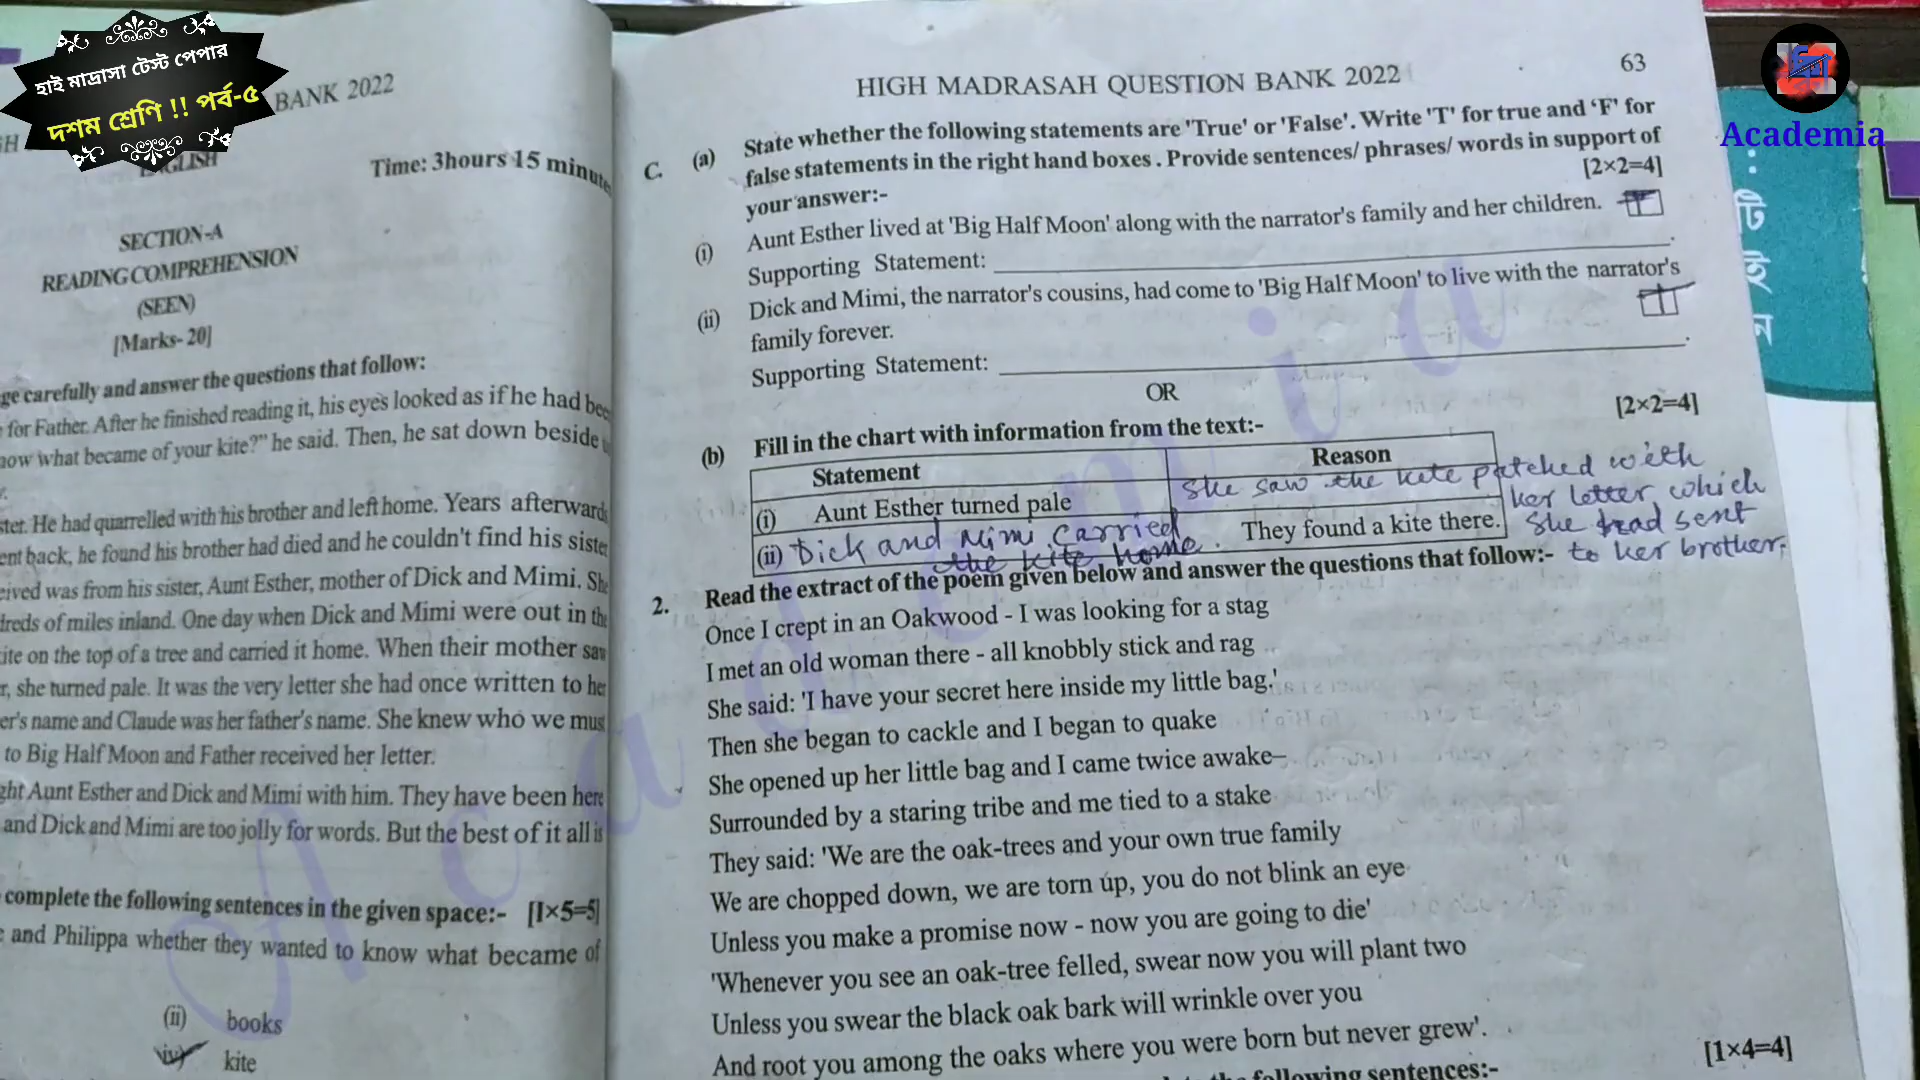 হাই মাদ্রাসা টেস্ট পেপার
দশম শ্রেণি !! পর্ব-৫
Academia
BANK 2022
ENGLISH
Time: 3hours 15 minute
SECTION-A
READING COMPREHENSION
(SEEN)
[Marks- 20]
ge carefully and answer the questions that follow:
for Father. After he finished reading it, his eyes looked as if he had bee
now what became of your kite?" he said. Then, he sat down beside
ster. He had quarrelled with his brother and left home. Years afterwards
ent back, he found his brother had died and he couldn't find his sister
eived was from his sister, Aunt Esther, mother of Dick and Mimi. She
dreds of miles inland. One day when Dick and Mimi were out in the
ite on the top of a tree and carried it home. When their mother saw
r, she turned pale. It was the very letter she had once written to her
er's name and Claude was her father's name. She knew who we mus
to Big Half Moon and Father received her letter.
ght Aunt Esther and Dick and Mimi with him. They have been here
and Dick and Mimi are too jolly for words. But the best of it all is
complete the following sentences in the given space:- [1×5=5]
and Philippa whether they wanted to know what became of
(ii) books
(iv) kite
HIGH MADRASAH QUESTION BANK 2022
63
C. (a) State whether the following statements are 'True' or 'False'. Write 'T' for true and ‘F' for
false statements in the right hand boxes . Provide sentences/ phrases/ words in support of
your answer:- [2×2=4]
(i) Aunt Esther lived at 'Big Half Moon' along with the narrator's family and her children. T
Supporting Statement: .
(ii) Dick and Mimi, the narrator's cousins, had come to 'Big Half Moon' to live with the narrator's
family forever. T
Supporting Statement: .
OR
(b) Fill in the chart with information from the text:- [2×2=4]
Statement Reason
(i) Aunt Esther turned pale She saw the kite patched with
her letter which
she had sent
to her brother.
(ii) Dick and Mimi carried They found a kite there.
the kite home.
2. Read the extract of the poem given below and answer the questions that follow:-
Once I crept in an Oakwood - I was looking for a stag
I met an old woman there - all knobbly stick and rag
She said: 'I have your secret here inside my little bag.'
Then she began to cackle and I began to quake
She opened up her little bag and I came twice awake–
Surrounded by a staring tribe and me tied to a stake
They said: 'We are the oak-trees and your own true family
We are chopped down, we are torn up, you do not blink an eye
Unless you make a promise now - now you are going to die'
'Whenever you see an oak-tree felled, swear now you will plant two
Unless you swear the black oak bark will wrinkle over you
And root you among the oaks where you were born but never grew'.
the following sentences:- [1×4=4]
Academia